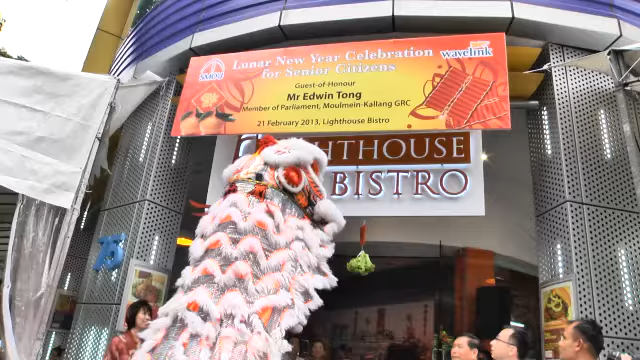 Lunar New Year Celebration
for Senior Citizens
wavelink
Guest-of-Honour
Mr Edwin Tong
Member of Parliament, Moulmein-Kallang GRC
21 February 2013, Lighthouse Bistro
HTHOUSE
BISTRO
75